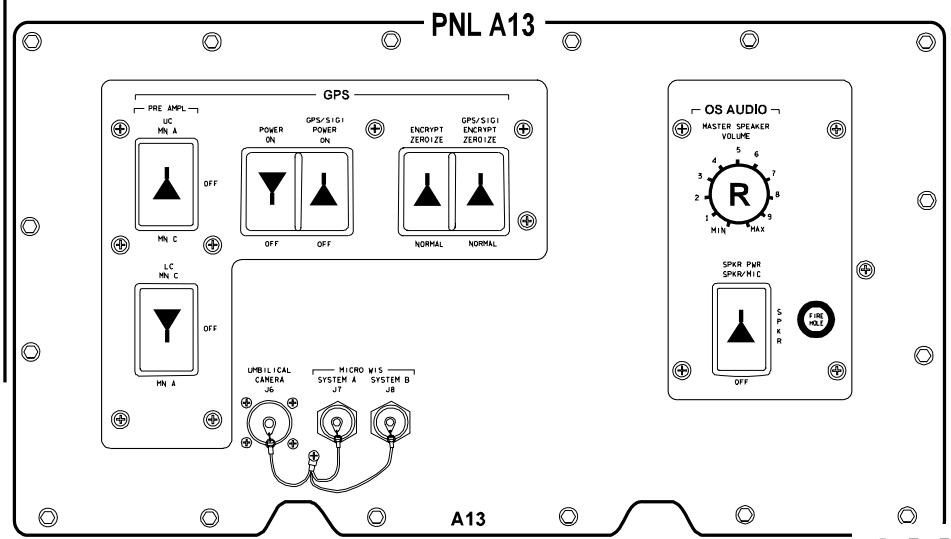 PNL A13
GPS
PRE AMPL
UC
MN A
OFF
MN C
LC
MN C
OFF
MN A
POWER
ON
OFF
GPS/SIGI
POWER
ON
OFF
ENCRYPT
ZEROIZE
NORMAL
GPS/SIGI
ENCRYPT
ZEROIZE
NORMAL
OS AUDIO
MASTER SPEAKER
VOLUME
MIN 1 2 3 4 5 6 7 8 9 MAX
R
SPKR PWR
SPKR/MIC
SPKR
OFF
FIRE
HOLE
UMBILICAL
CAMERA
J6
MICRO WIS
SYSTEM A
J7
SYSTEM B
J8
A13